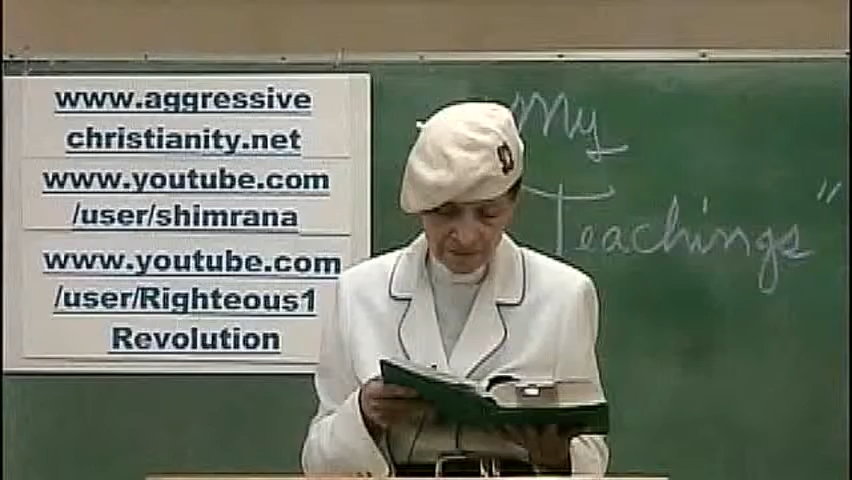 www.aggressive
christianity.net
www.youtube.com
/user/shimrana
www.youtube.com
/user/Righteous1
Revolution
My
Teachings"